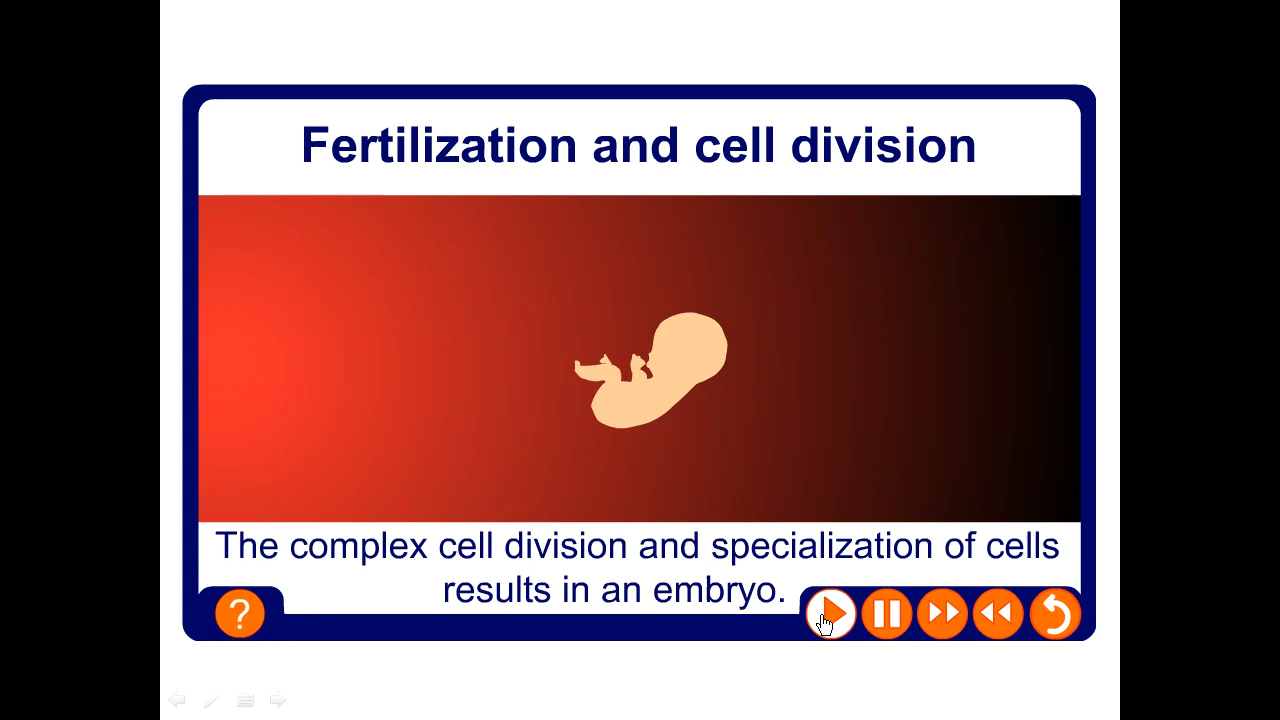 Fertilization and cell division
The complex cell division and specialization of cells
results in an embryo.
?